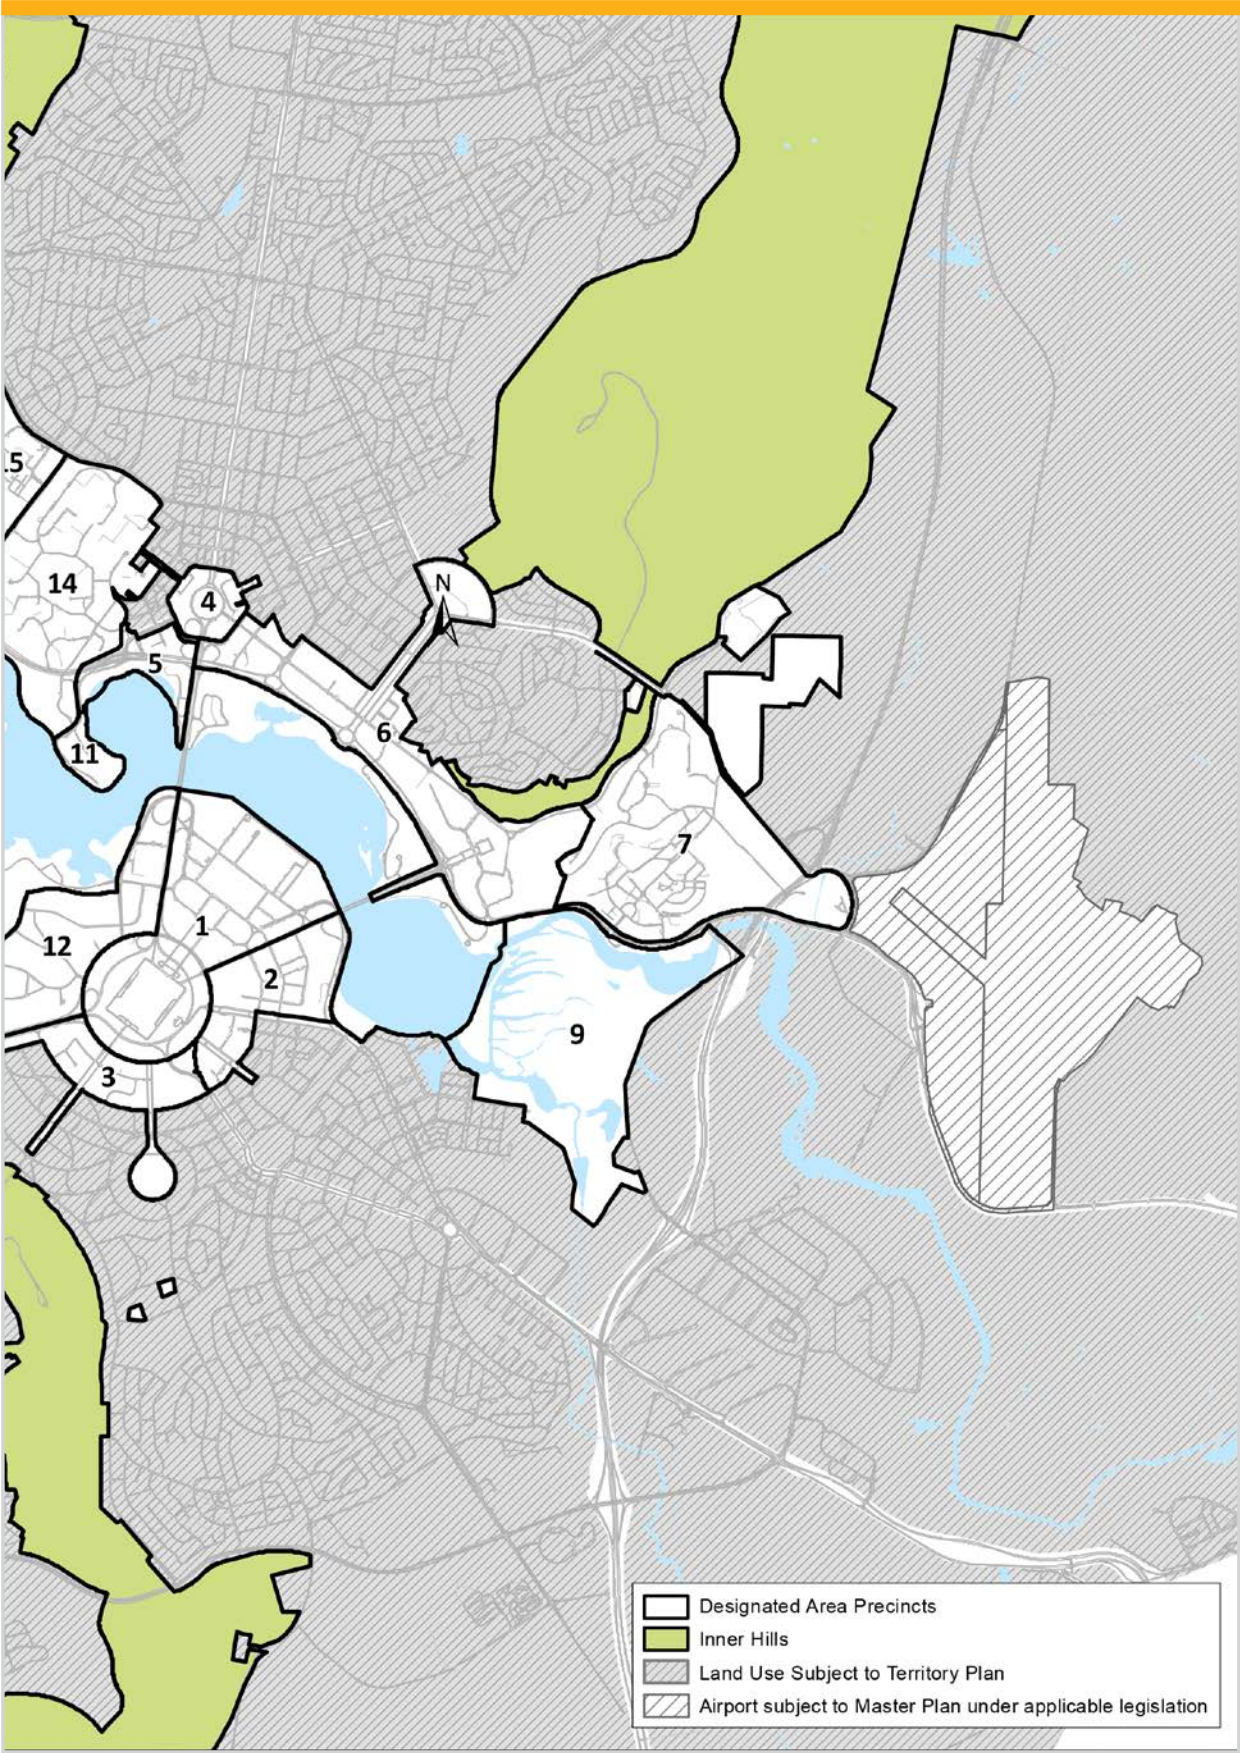 15
14
4
N
5
6
11
7
1
12
2
9
3
Designated Area Precincts
Inner Hills
Land Use Subject to Territory Plan
Airport subject to Master Plan under applicable legislation